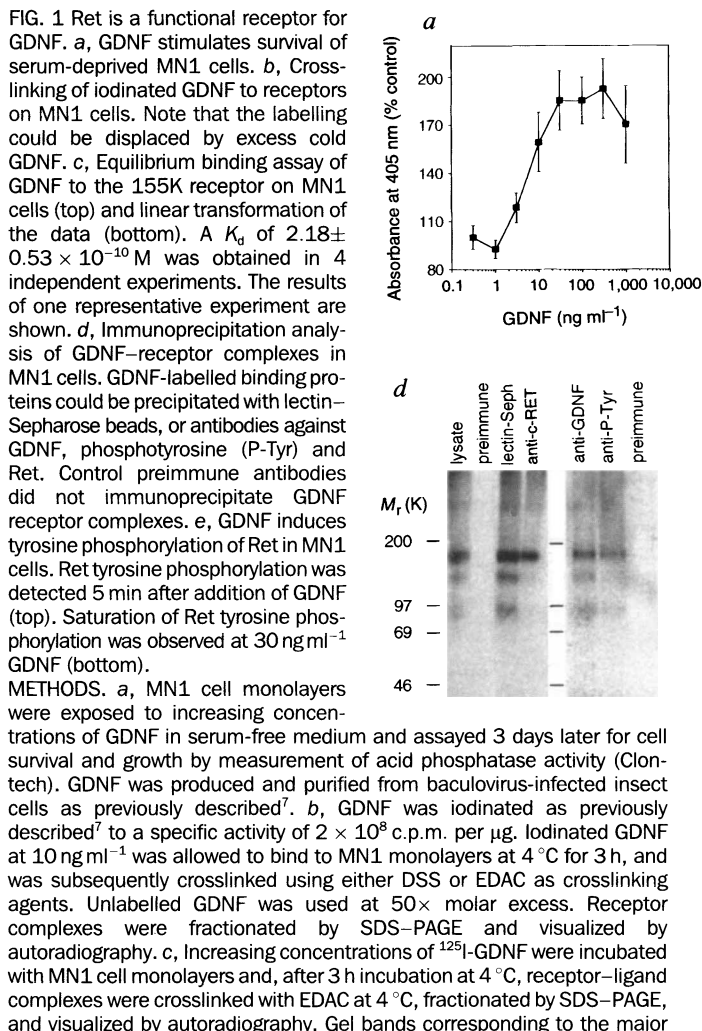 FIG. 1 Ret is a functional receptor for
GDNF. a, GDNF stimulates survival of
serum-deprived MN1 cells. b, Cross-
linking of iodinated GDNF to receptors
on MN1 cells. Note that the labelling
could be displaced by excess cold
GDNF. c, Equilibrium binding assay of
GDNF to the 155K receptor on MN1
cells (top) and linear transformation of
the data (bottom). A Kd of 2.18±
0.53 × 10⁻¹⁰ M was obtained in 4
independent experiments. The results
of one representative experiment are
shown. d, Immunoprecipitation analy-
sis of GDNF–receptor complexes in
MN1 cells. GDNF-labelled binding pro-
teins could be precipitated with lectin–
Sepharose beads, or antibodies against
GDNF, phosphotyrosine (P-Tyr) and
Ret. Control preimmune antibodies
did not immunoprecipitate GDNF
receptor complexes. e, GDNF induces
tyrosine phosphorylation of Ret in MN1
cells. Ret tyrosine phosphorylation was
detected 5 min after addition of GDNF
(top). Saturation of Ret tyrosine phos-
phorylation was observed at 30 ng ml⁻¹
GDNF (bottom).
METHODS. a, MN1 cell monolayers
were exposed to increasing concen-
trations of GDNF in serum-free medium and assayed 3 days later for cell
survival and growth by measurement of acid phosphatase activity (Clon-
tech). GDNF was produced and purified from baculovirus-infected insect
cells as previously described⁷. b, GDNF was iodinated as previously
described⁷ to a specific activity of 2 × 10⁸ c.p.m. per μg. Iodinated GDNF
at 10 ng ml⁻¹ was allowed to bind to MN1 monolayers at 4 °C for 3 h, and
was subsequently crosslinked using either DSS or EDAC as crosslinking
agents. Unlabelled GDNF was used at 50× molar excess. Receptor
complexes were fractionated by SDS–PAGE and visualized by
autoradiography. c, Increasing concentrations of ¹²⁵I-GDNF were incubated
with MN1 cell monolayers and, after 3 h incubation at 4 °C, receptor–ligand
complexes were crosslinked with EDAC at 4 °C, fractionated by SDS–PAGE,
and visualized by autoradiography. Gel bands corresponding to the major
a
Absorbance at 405 nm (% control)
200
170
140
110
80
0.1 1 10 100 1,000 10,000
GDNF (ng ml⁻¹)
d
lysate
preimmune
lectin-Seph
anti-c-RET
anti-GDNF
anti-P-Tyr
preimmune
Mr (K)
200
97
69
46